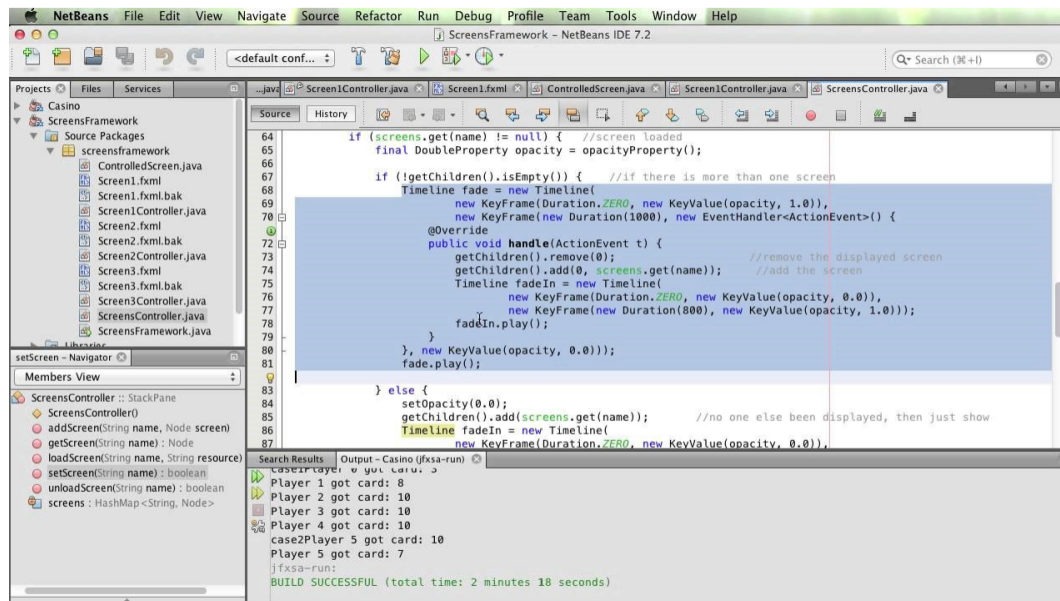 NetBeans File Edit View Navigate Source Refactor Run Debug Profile Team Tools Window Help
ScreensFramework - NetBeans IDE 7.2
<default conf...
Search (⌘+I)
Projects Files Services
...java Screen1Controller.java Screen1.fxml ControlledScreen.java Screen1Controller.java ScreensController.java
Casino
ScreensFramework
Source Packages
screensframework
ControlledScreen.java
Screen1.fxml
Screen1.fxml.bak
Screen1Controller.java
Screen2.fxml
Screen2.fxml.bak
Screen2Controller.java
Screen3.fxml
Screen3.fxml.bak
Screen3Controller.java
ScreensController.java
ScreensFramework.java
Libraries
setScreen - Navigator
Members View
ScreensController :: StackPane
ScreensController()
addScreen(String name, Node screen)
getScreen(String name) : Node
loadScreen(String name, String resource)
setScreen(String name) : boolean
unloadScreen(String name) : boolean
screens : HashMap<String, Node>
Source History
64 if (screens.get(name) != null) { //screen loaded
65 final DoubleProperty opacity = opacityProperty();
66
67 if (!getChildren().isEmpty()) { //if there is more than one screen
68 Timeline fade = new Timeline(
69 new KeyFrame(Duration.ZERO, new KeyValue(opacity, 1.0)),
70 new KeyFrame(new Duration(1000), new EventHandler<ActionEvent>() {
@Override
72 public void handle(ActionEvent t) {
73 getChildren().remove(0); //remove the displayed screen
74 getChildren().add(0, screens.get(name)); //add the screen
75 Timeline fadeIn = new Timeline(
76 new KeyFrame(Duration.ZERO, new KeyValue(opacity, 0.0)),
77 new KeyFrame(new Duration(800), new KeyValue(opacity, 1.0)));
78 fadeIn.play();
79 }
80 }, new KeyValue(opacity, 0.0)));
81 fade.play();
83 } else {
84 setOpacity(0.0);
85 getChildren().add(screens.get(name)); //no one else been displayed, then just show
86 Timeline fadeIn = new Timeline(
87 new KeyFrame(Duration.ZERO, new KeyValue(opacity, 0.0)),
Search Results Output - Casino (jfxsa-run)
case1Player 0 got card: 3
Player 1 got card: 8
Player 2 got card: 10
Player 3 got card: 10
Player 4 got card: 10
case2Player 5 got card: 10
Player 5 got card: 7
jfxsa-run:
BUILD SUCCESSFUL (total time: 2 minutes 18 seconds)